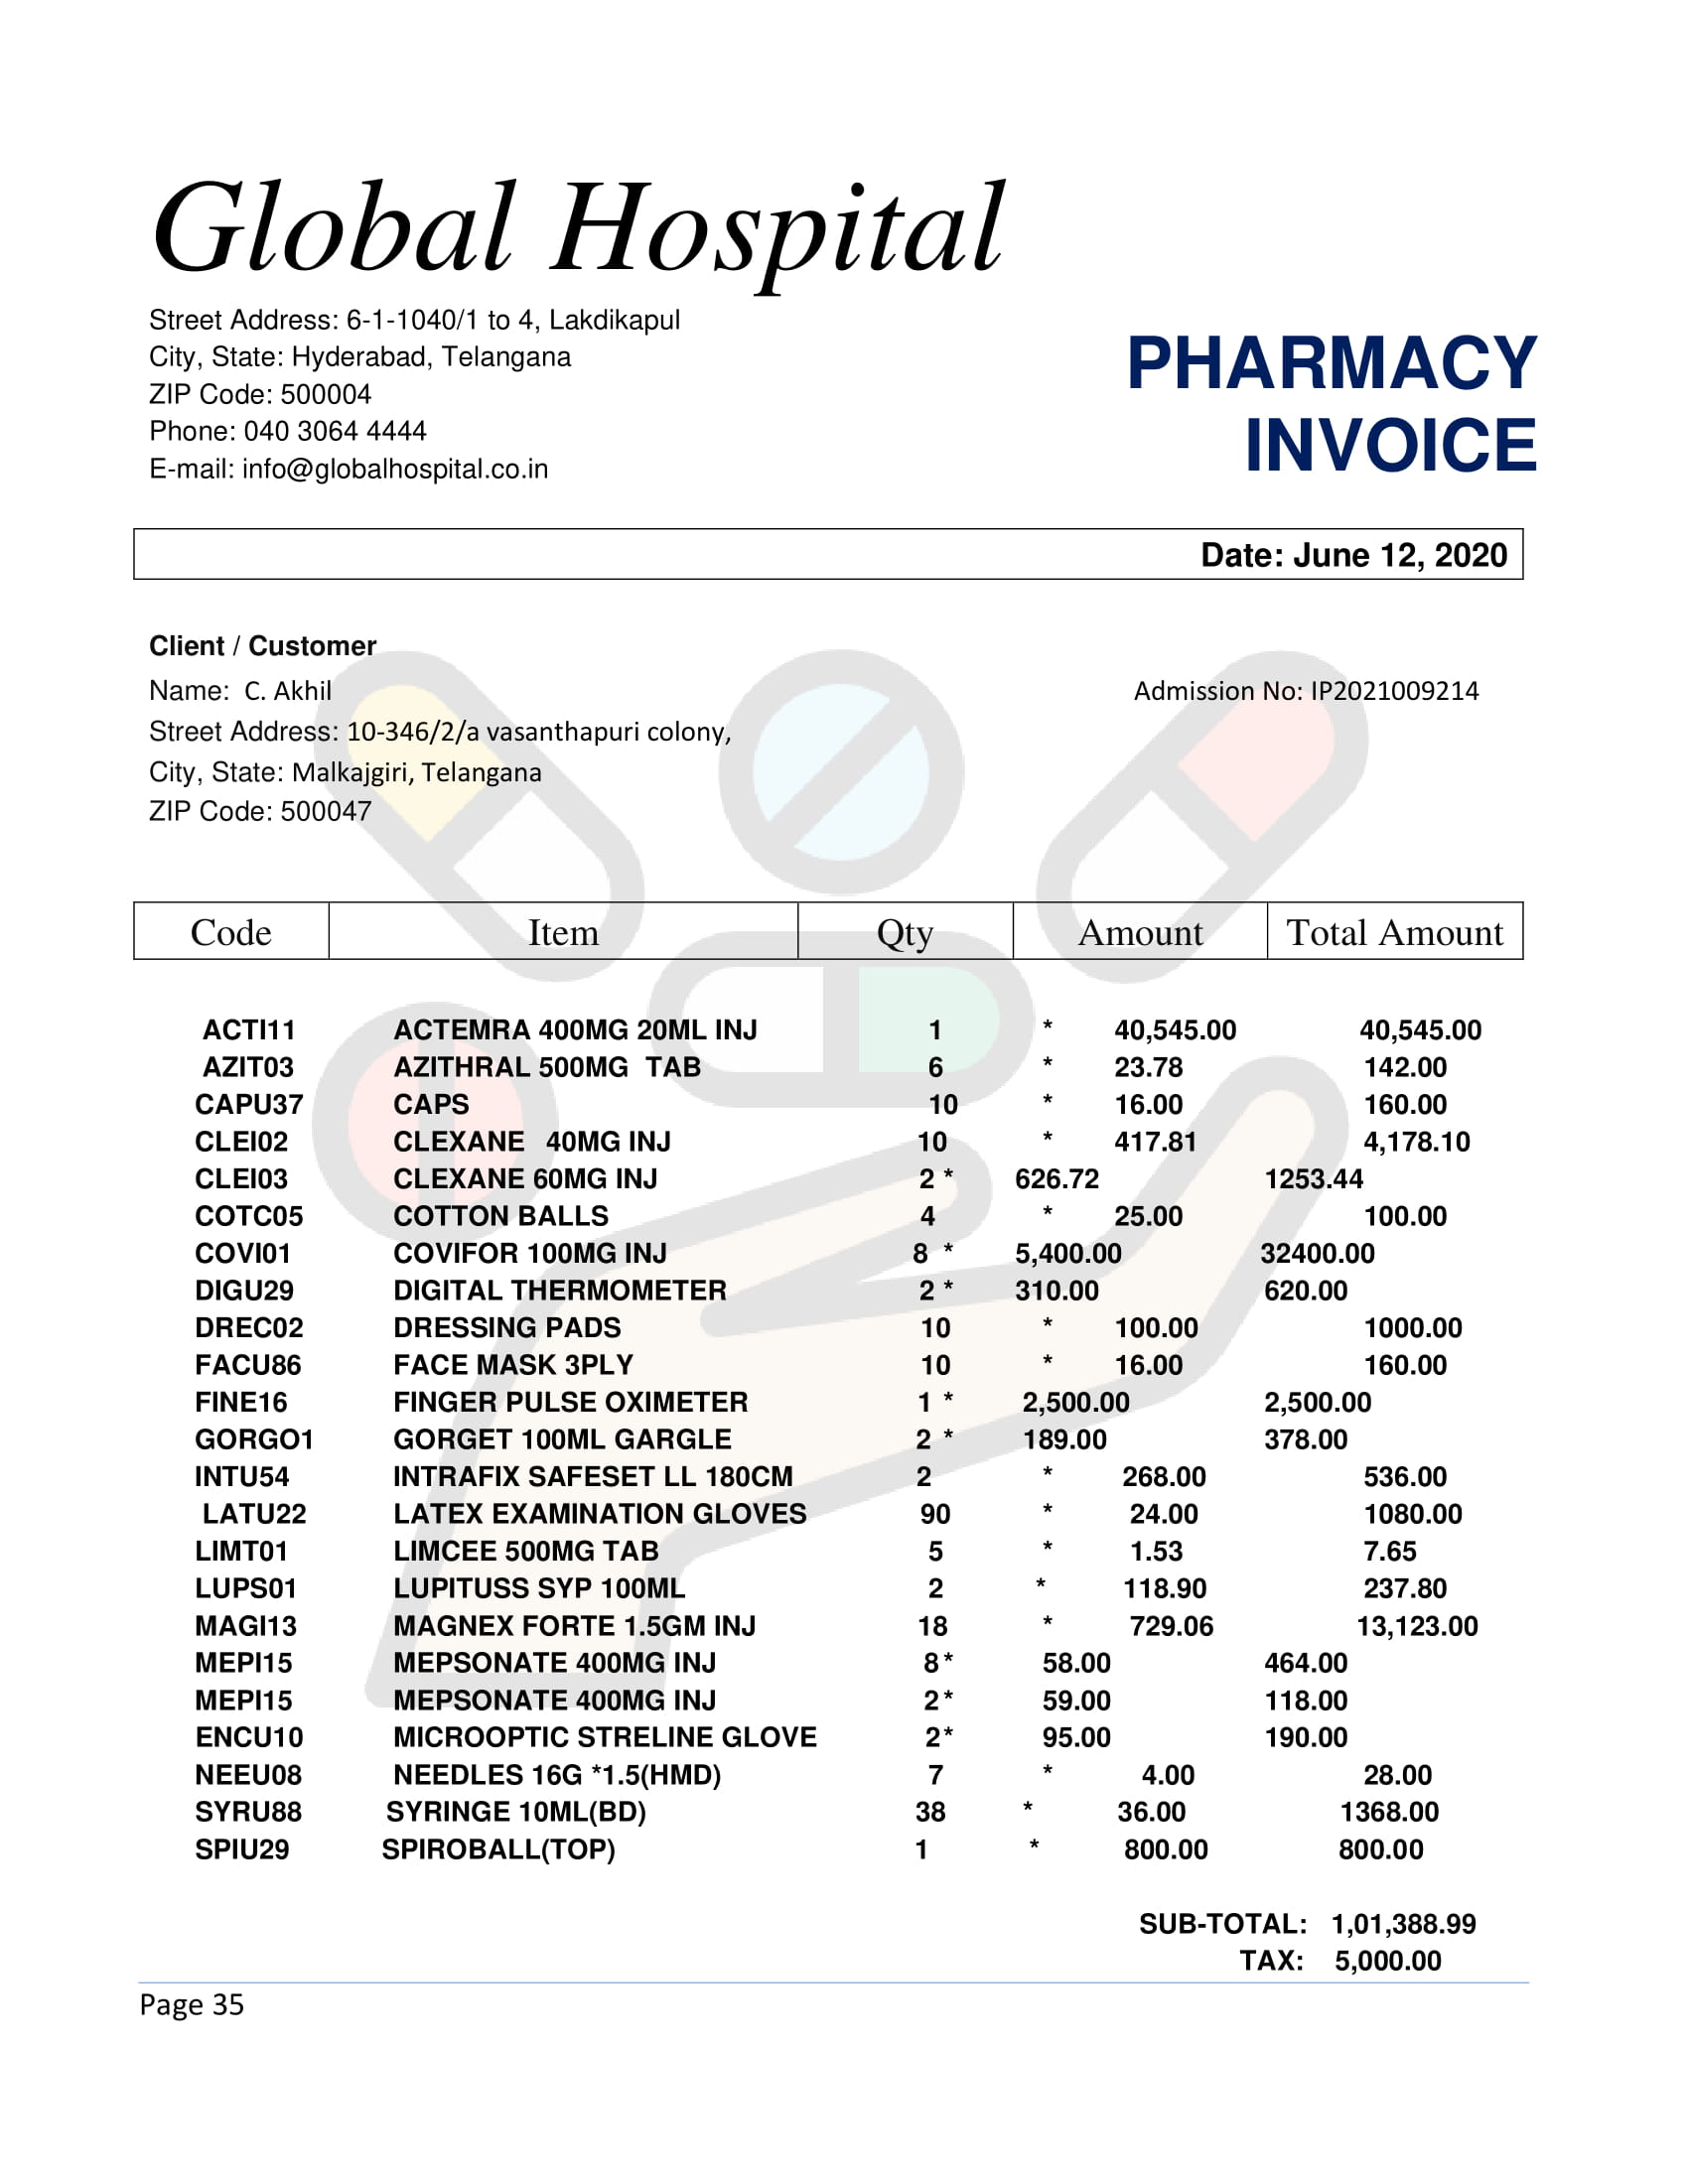 Global Hospital
Street Address: 6-1-1040/1 to 4, Lakdikapul
City, State: Hyderabad, Telangana
ZIP Code: 500004
Phone: 040 3064 4444
E-mail: info@globalhospital.co.in
PHARMACY
INVOICE
Date: June 12, 2020
Client / Customer
Name: C. Akhil Admission No: IP2021009214
Street Address: 10-346/2/a vasanthapuri colony,
City, State: Malkajgiri, Telangana
ZIP Code: 500047
Code Item Qty Amount Total Amount
ACTI11 ACTEMRA 400MG 20ML INJ 1 * 40,545.00 40,545.00
AZIT03 AZITHRAL 500MG TAB 6 * 23.78 142.00
CAPU37 CAPS 10 * 16.00 160.00
CLEI02 CLEXANE 40MG INJ 10 * 417.81 4,178.10
CLEI03 CLEXANE 60MG INJ 2 * 626.72 1253.44
COTC05 COTTON BALLS 4 * 25.00 100.00
COVI01 COVIFOR 100MG INJ 8 * 5,400.00 32400.00
DIGU29 DIGITAL THERMOMETER 2 * 310.00 620.00
DREC02 DRESSING PADS 10 * 100.00 1000.00
FACU86 FACE MASK 3PLY 10 * 16.00 160.00
FINE16 FINGER PULSE OXIMETER 1 * 2,500.00 2,500.00
GORGO1 GORGET 100ML GARGLE 2 * 189.00 378.00
INTU54 INTRAFIX SAFESET LL 180CM 2 * 268.00 536.00
LATU22 LATEX EXAMINATION GLOVES 90 * 24.00 1080.00
LIMT01 LIMCEE 500MG TAB 5 * 1.53 7.65
LUPS01 LUPITUSS SYP 100ML 2 * 118.90 237.80
MAGI13 MAGNEX FORTE 1.5GM INJ 18 * 729.06 13,123.00
MEPI15 MEPSONATE 400MG INJ 8* 58.00 464.00
MEPI15 MEPSONATE 400MG INJ 2* 59.00 118.00
ENCU10 MICROOPTIC STRELINE GLOVE 2* 95.00 190.00
NEEU08 NEEDLES 16G *1.5(HMD) 7 * 4.00 28.00
SYRU88 SYRINGE 10ML(BD) 38 * 36.00 1368.00
SPIU29 SPIROBALL(TOP) 1 * 800.00 800.00
SUB-TOTAL: 1,01,388.99
TAX: 5,000.00
Page 35